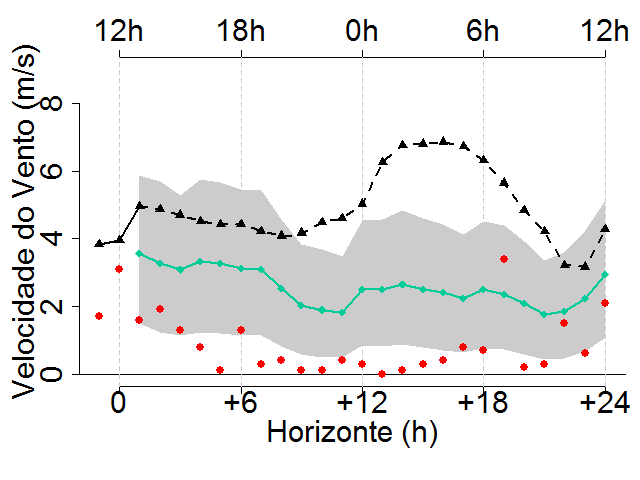 12h 18h 0h 6h 12h
Velocidade do Vento (m/s)
8
6
4
2
0
0 +6 +12 +18 +24
Horizonte (h)